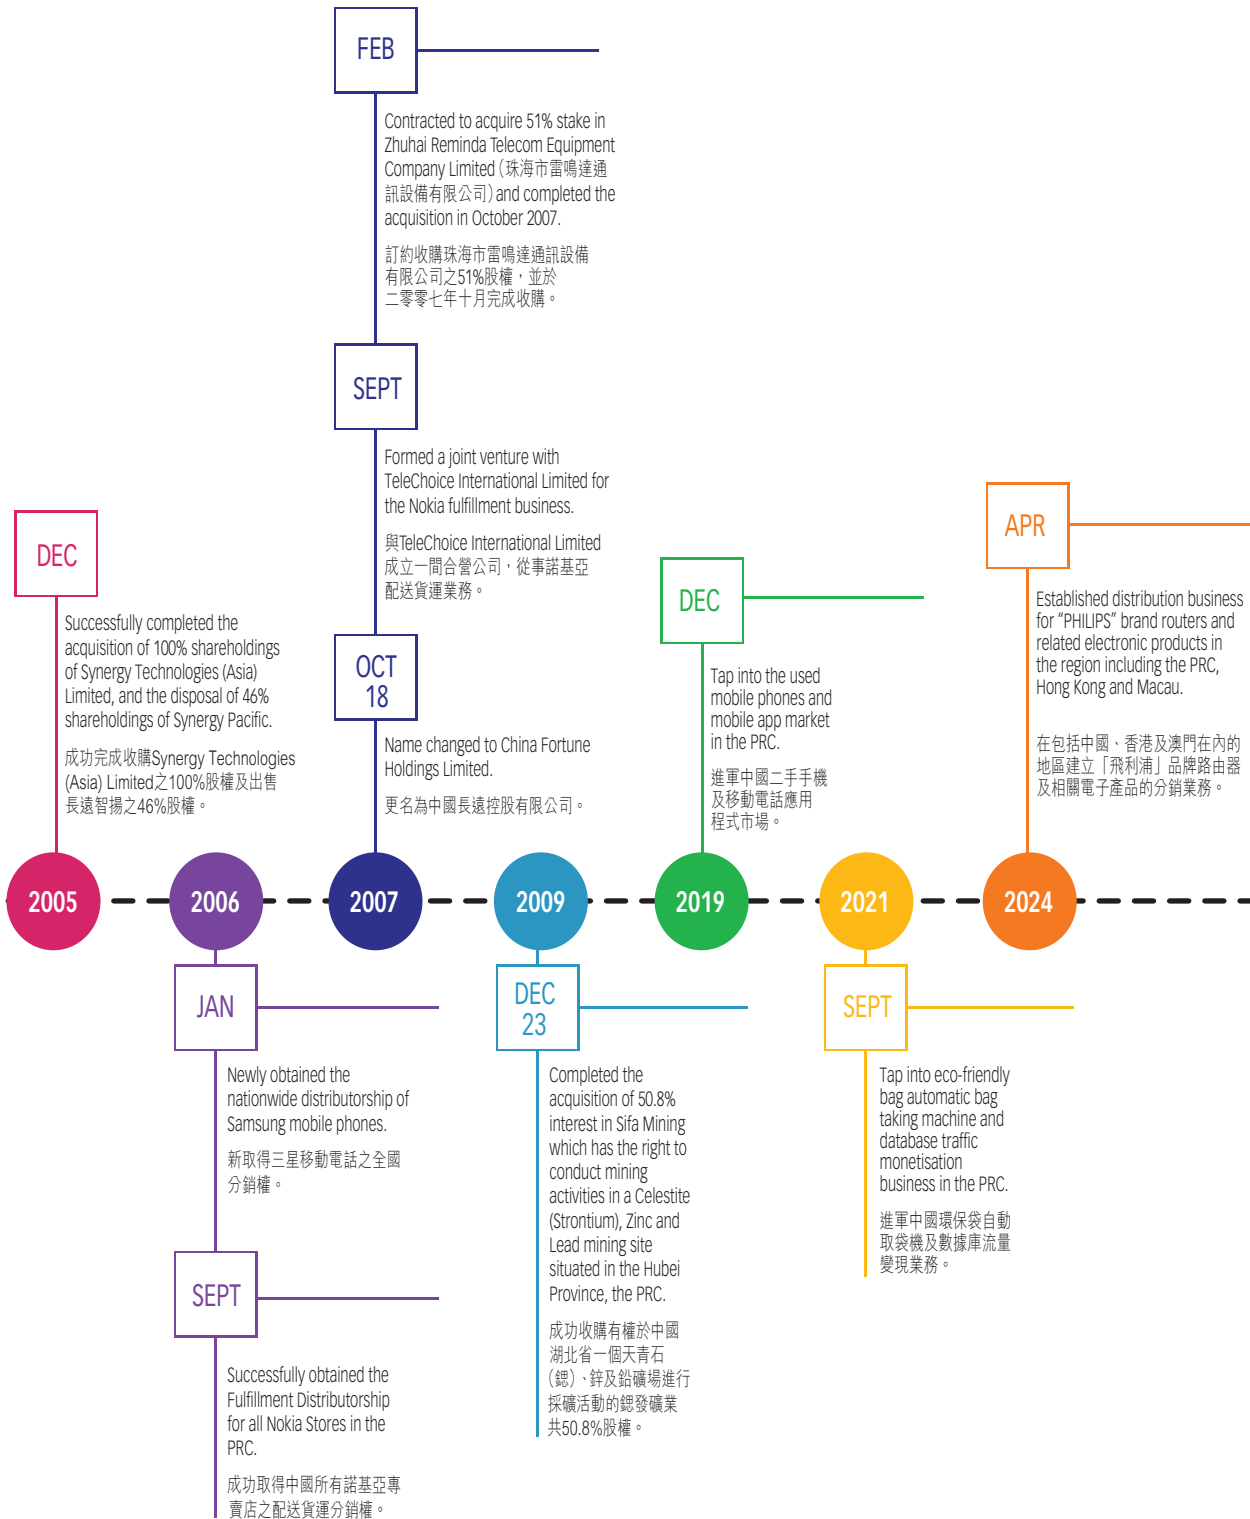 FEB
Contracted to acquire 51% stake in
Zhuhai Reminda Telecom Equipment
Company Limited（珠海市雷鳴達通
訊設備有限公司）and completed the
acquisition in October 2007.
訂約收購珠海市雷鳴達通訊設備
有限公司之51%股權，並於
二零零七年十月完成收購。
SEPT
Formed a joint venture with
TeleChoice International Limited for
the Nokia fulfillment business.
與TeleChoice International Limited
成立一間合營公司，從事諾基亞
配送貨運業務。
OCT
18
Name changed to China Fortune
Holdings Limited.
更名為中國長遠控股有限公司。
DEC
Successfully completed the
acquisition of 100% shareholdings
of Synergy Technologies (Asia)
Limited, and the disposal of 46%
shareholdings of Synergy Pacific.
成功完成收購Synergy Technologies
(Asia) Limited之100%股權及出售
長遠智揚之46%股權。
DEC
Tap into the used
mobile phones and
mobile app market
in the PRC.
進軍中國二手手機
及移動電話應用
程式市場。
APR
Established distribution business
for “PHILIPS” brand routers and
related electronic products in
the region including the PRC,
Hong Kong and Macau.
在包括中國、香港及澳門在內的
地區建立「飛利浦」品牌路由器
及相關電子產品的分銷業務。
2005
2006
2007
2009
2019
2021
2024
JAN
Newly obtained the
nationwide distributorship of
Samsung mobile phones.
新取得三星移動電話之全國
分銷權。
SEPT
Successfully obtained the
Fulfillment Distributorship
for all Nokia Stores in the
PRC.
成功取得中國所有諾基亞專
賣店之配送貨運分銷權。
DEC
23
Completed the
acquisition of 50.8%
interest in Sifa Mining
which has the right to
conduct mining
activities in a Celestite
(Strontium), Zinc and
Lead mining site
situated in the Hubei
Province, the PRC.
成功收購有權於中國
湖北省一個天青石
（鍶）、鋅及鉛礦場進行
採礦活動的鍶發礦業
共50.8%股權。
SEPT
Tap into eco-friendly
bag automatic bag
taking machine and
database traffic
monetisation
business in the PRC.
進軍中國環保袋自動
取袋機及數據庫流量
變現業務。